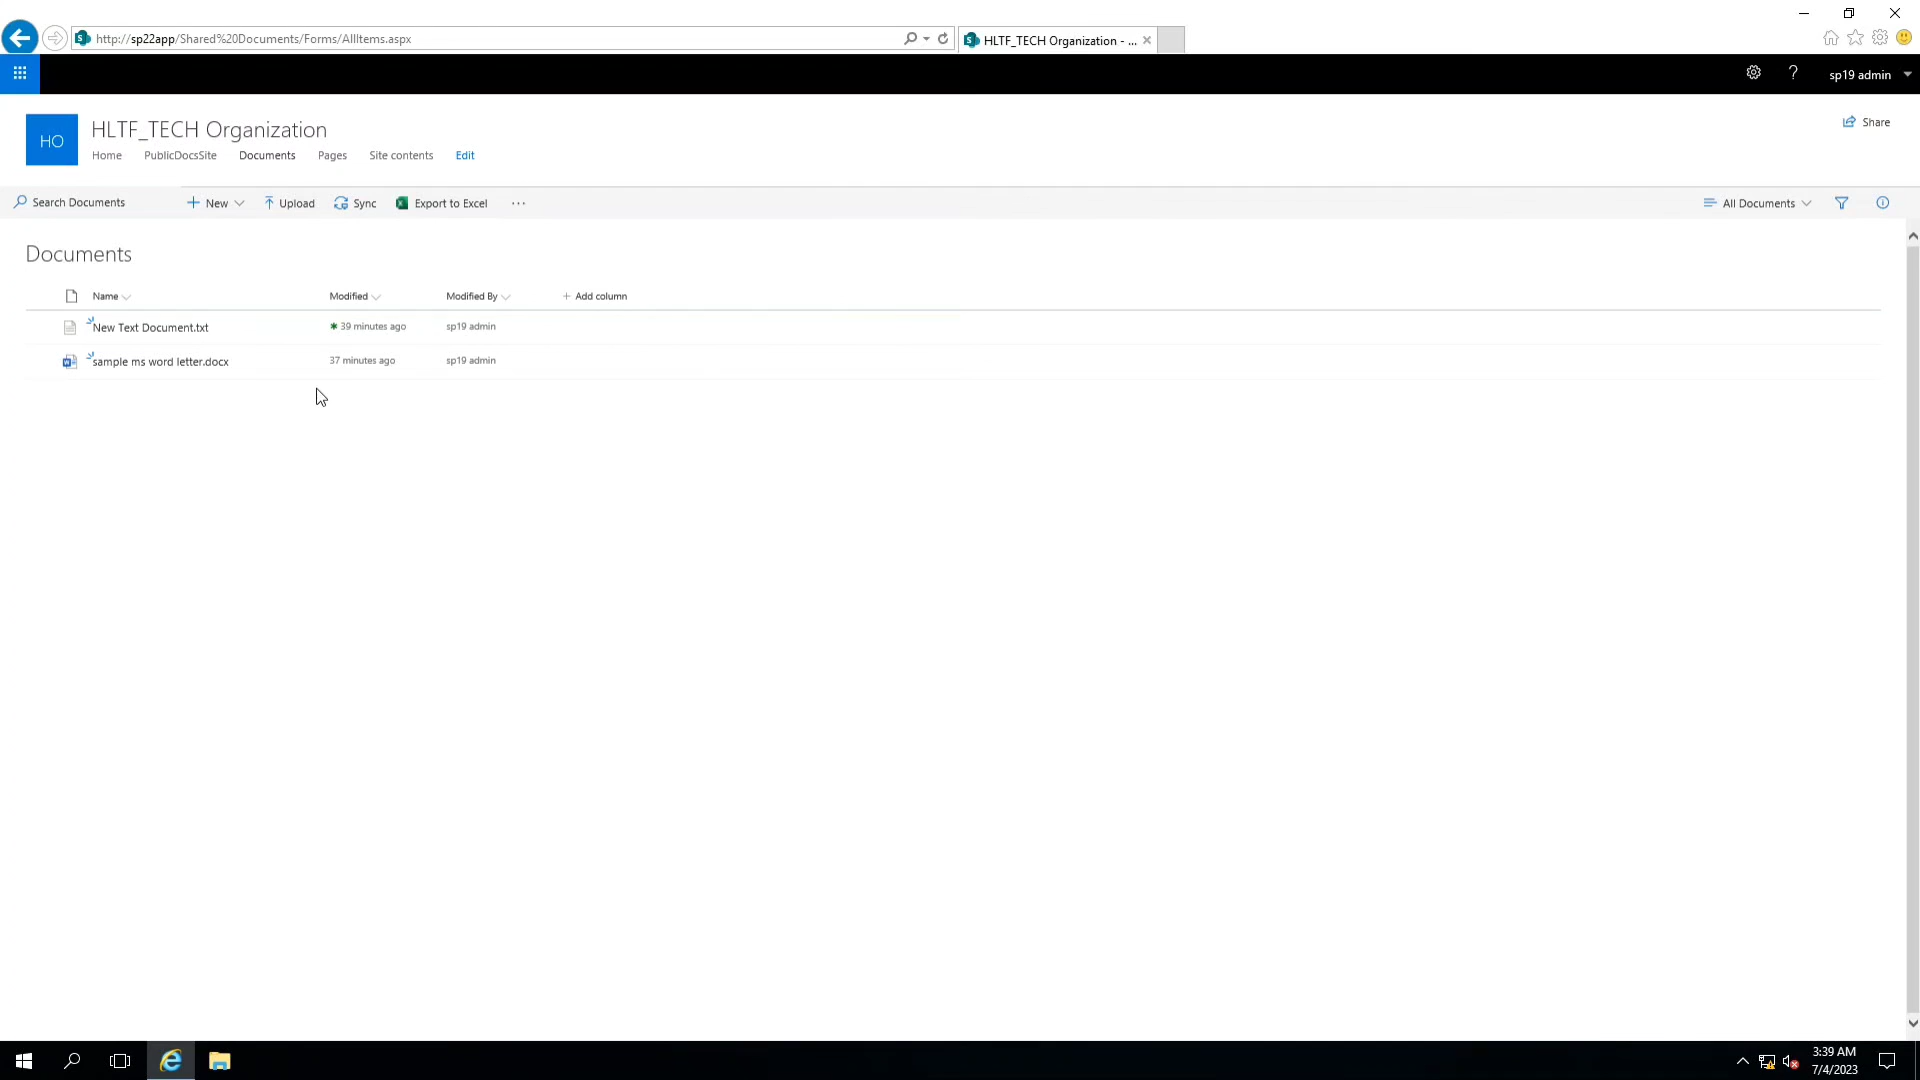 http://sp22app/Shared%20Documents/Forms/AllItems.aspx
HLTF_TECH Organization - ...
sp19 admin
HO
HLTF_TECH Organization
Share
Home PublicDocsSite Documents Pages Site contents Edit
Search Documents New Upload Sync Export to Excel ... All Documents
Documents
Name Modified Modified By + Add column
New Text Document.txt 39 minutes ago sp19 admin
sample ms word letter.docx 37 minutes ago sp19 admin
3:39 AM
7/4/2023